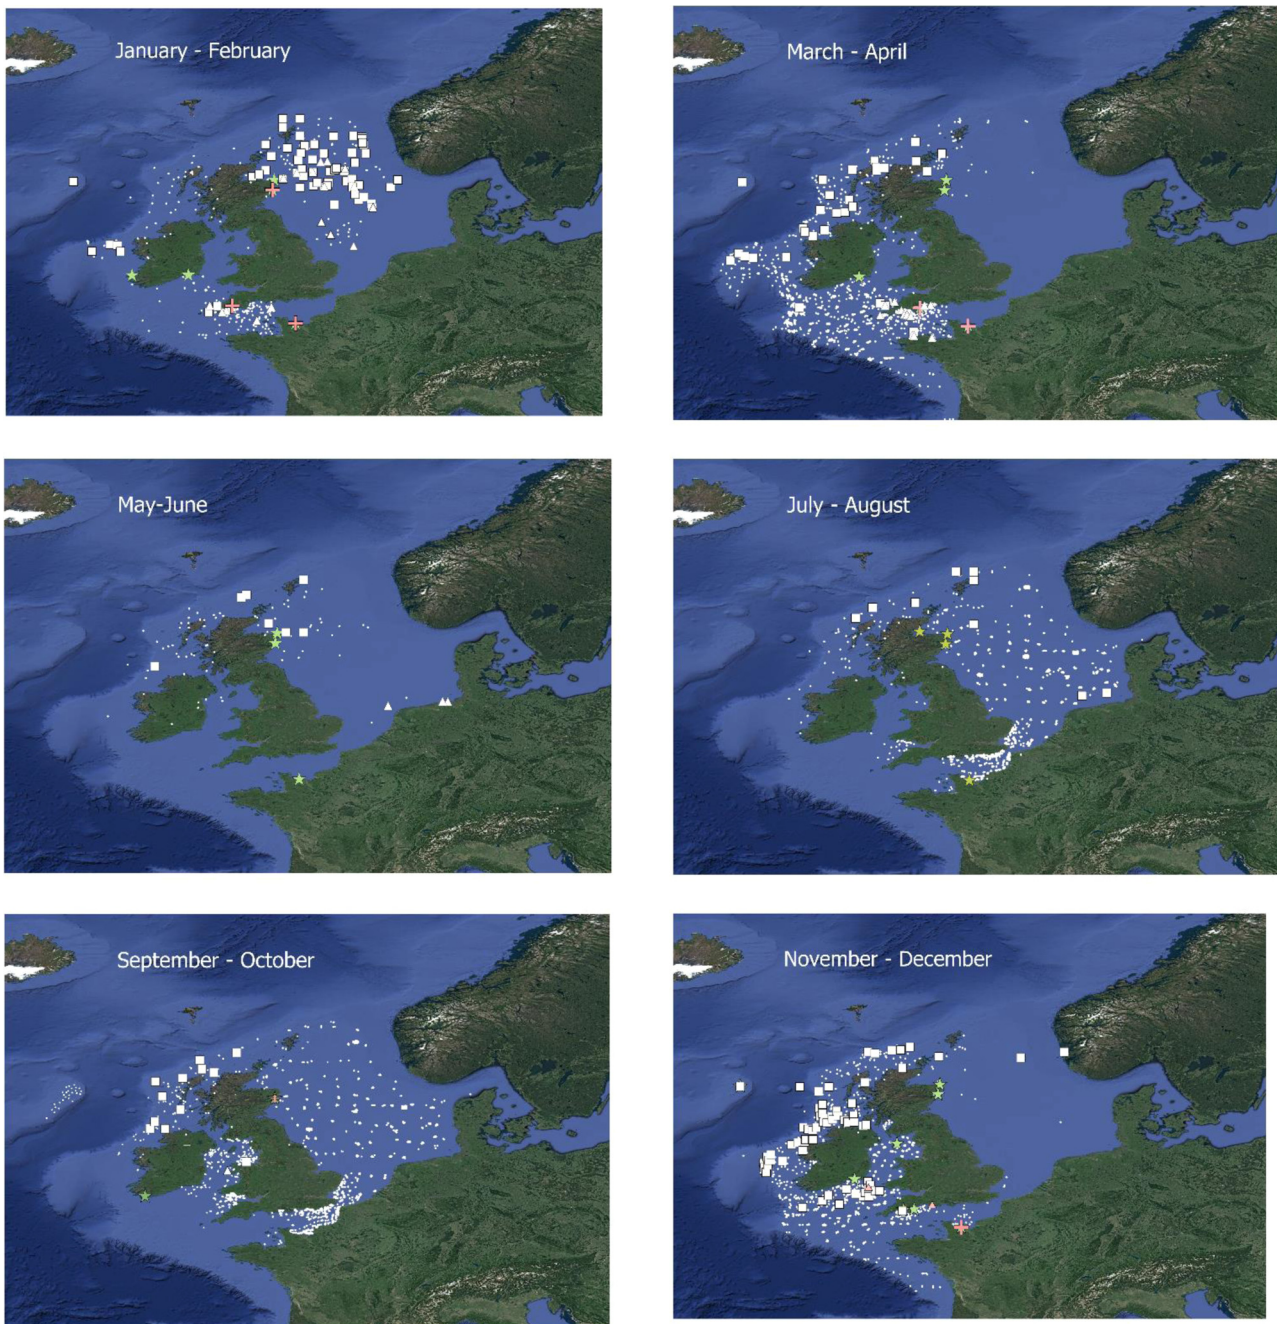 January - February
March - April
May-June
July - August
September - October
November - December